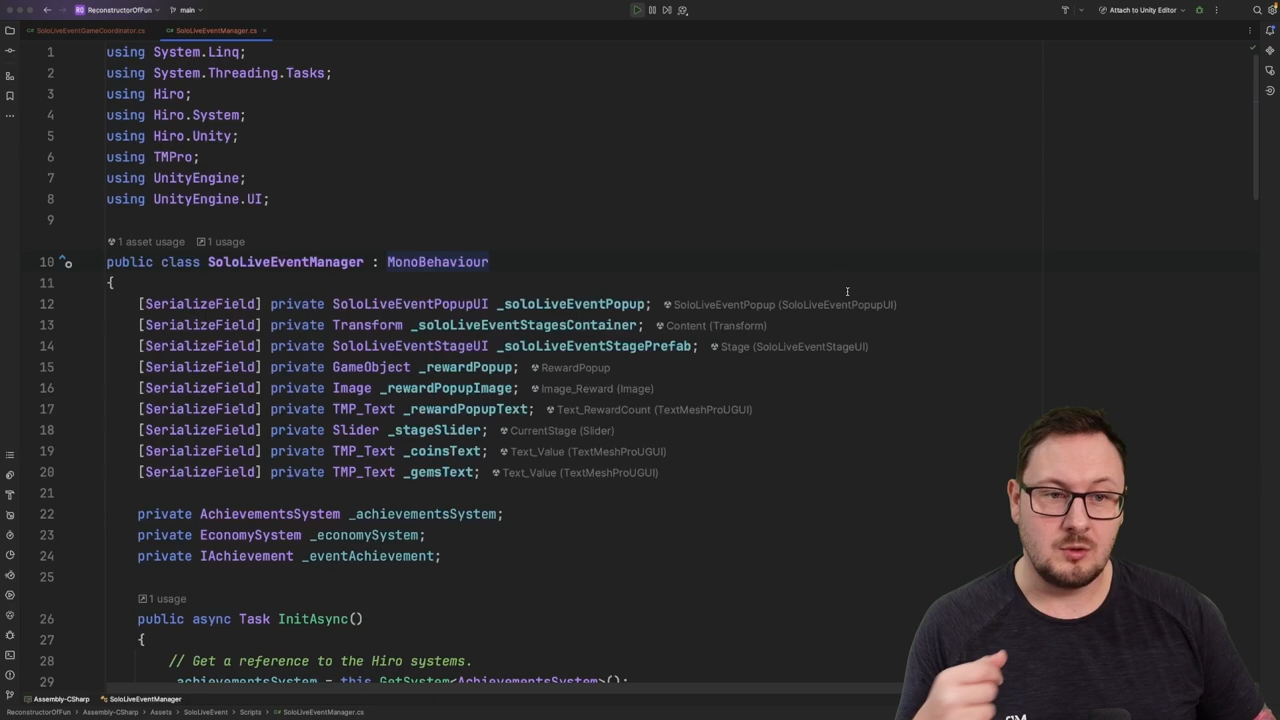 ReconstructorOfFun main Attach to Unity Editor
SoloLiveEventGameCoordinator.cs SoloLiveEventManager.cs
1 using System.Linq;
2 using System.Threading.Tasks;
3 using Hiro;
4 using Hiro.System;
5 using Hiro.Unity;
6 using TMPro;
7 using UnityEngine;
8 using UnityEngine.UI;
9
1 asset usage 1 usage
10 public class SoloLiveEventManager : MonoBehaviour
11 {
12 [SerializeField] private SoloLiveEventPopupUI _soloLiveEventPopup; SoloLiveEventPopup (SoloLiveEventPopupUI)
13 [SerializeField] private Transform _soloLiveEventStagesContainer; Content (Transform)
14 [SerializeField] private SoloLiveEventStageUI _soloLiveEventStagePrefab; Stage (SoloLiveEventStageUI)
15 [SerializeField] private GameObject _rewardPopup; RewardPopup
16 [SerializeField] private Image _rewardPopupImage; Image_Reward (Image)
17 [SerializeField] private TMP_Text _rewardPopupText; Text_RewardCount (TextMeshProUGUI)
18 [SerializeField] private Slider _stageSlider; CurrentStage (Slider)
19 [SerializeField] private TMP_Text _coinsText; Text_Value (TextMeshProUGUI)
20 [SerializeField] private TMP_Text _gemsText; Text_Value (TextMeshProUGUI)
21
22 private AchievementsSystem _achievementsSystem;
23 private EconomySystem _economySystem;
24 private IAchievement _eventAchievement;
25
1 usage
26 public async Task InitAsync()
27 {
28 // Get a reference to the Hiro systems.
29 _achievementsSystem = this.GetSystem<AchievementsSystem>();
Assembly-CSharp SoloLiveEventManager
ReconstructorOfFun Assembly-CSharp Assets SoloLiveEvent Scripts SoloLiveEventManager.cs